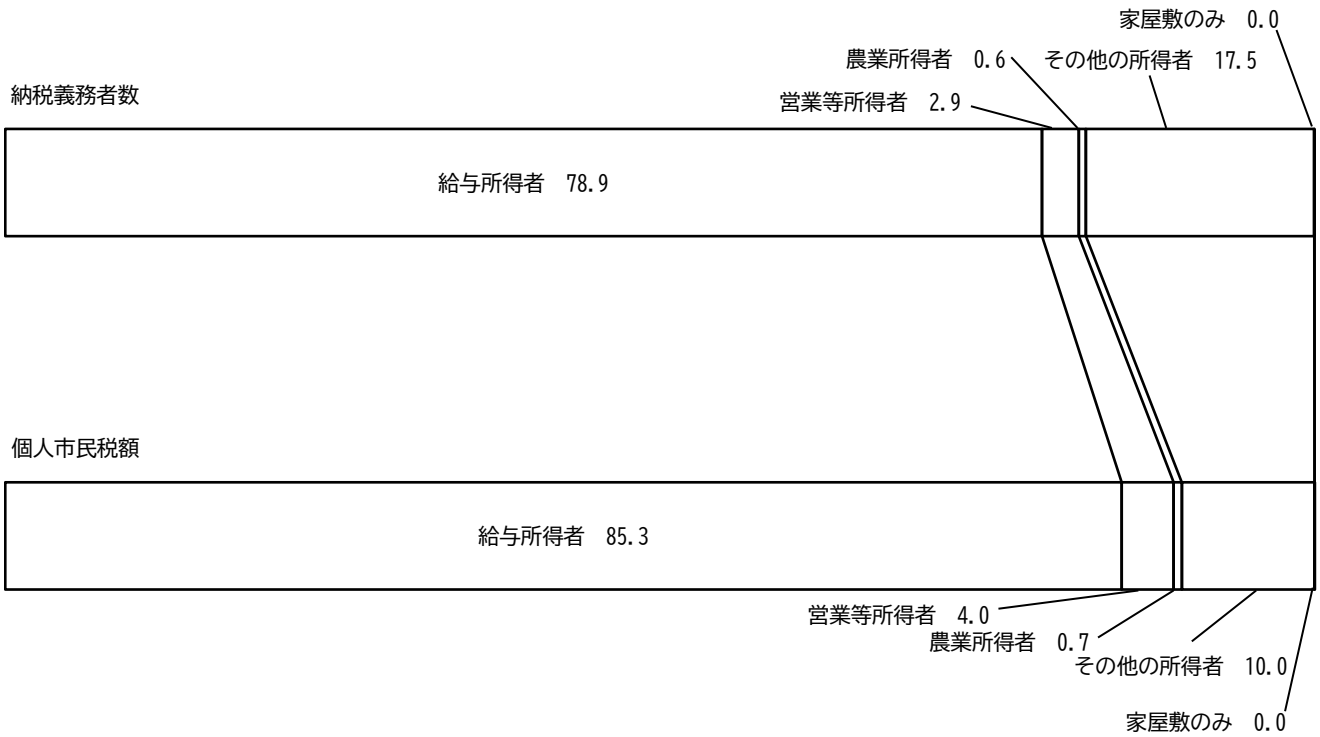 家屋敷のみ 0.0
農業所得者 0.6
その他の所得者 17.5
納税義務者数
営業等所得者 2.9
給与所得者 78.9
個人市民税額
給与所得者 85.3
営業等所得者 4.0
農業所得者 0.7
その他の所得者 10.0
家屋敷のみ 0.0